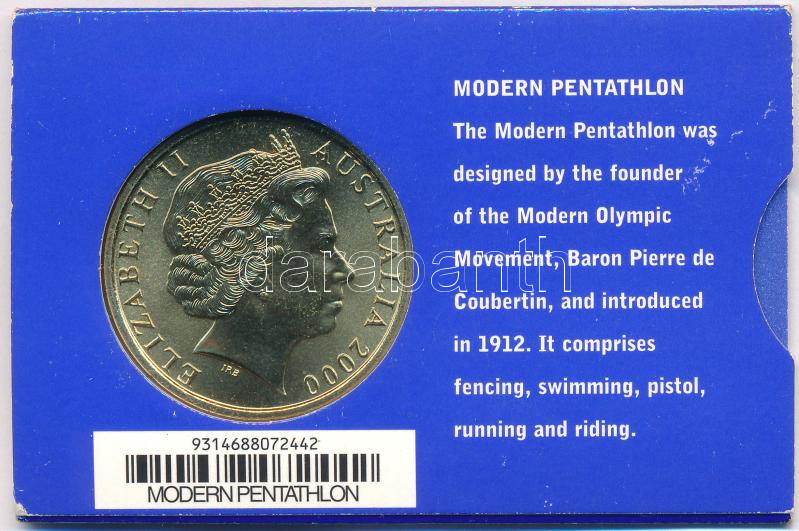 MODERN PENTATHLON
The Modern Pentathlon was
designed by the founder
of the Modern Olympic
Movement, Baron Pierre de
Coubertin, and introduced
in 1912. It comprises
fencing, swimming, pistol,
running and riding.
ELIZABETH II
AUSTRALIA 2000
IRB
darabanth
9314688072442
MODERN PENTATHLON